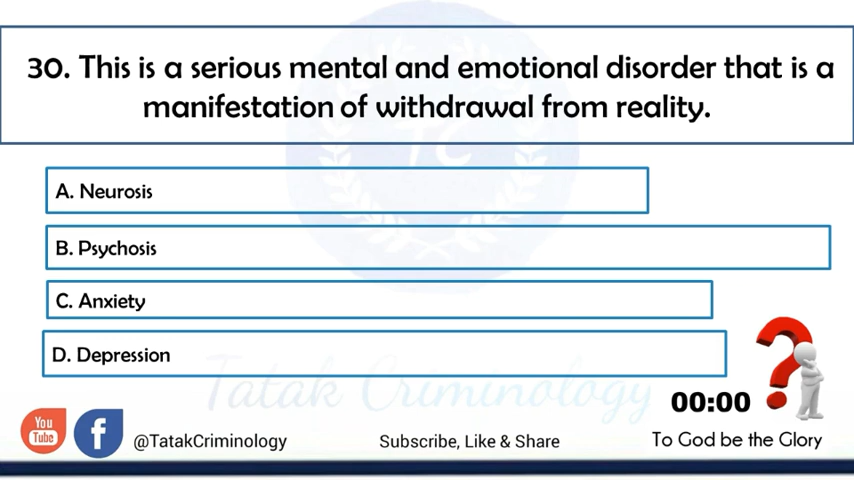 30. This is a serious mental and emotional disorder that is a
manifestation of withdrawal from reality.
TC
A. Neurosis
B. Psychosis
C. Anxiety
D. Depression
Tatak Criminology
00:00
You
Tube
f
@TatakCriminology
Subscribe, Like & Share
To God be the Glory